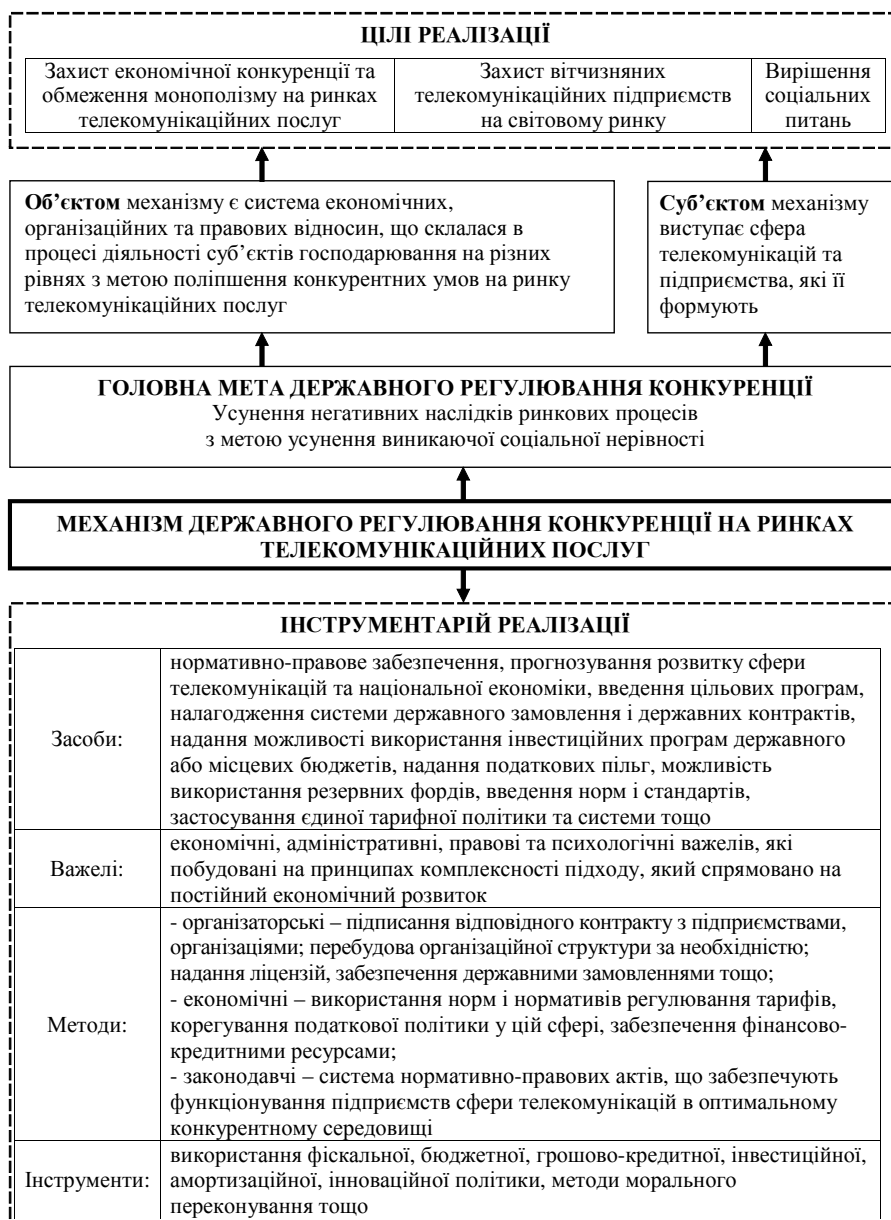 ЦІЛІ РЕАЛІЗАЦІЇ
Захист економічної конкуренції та
обмеження монополізму на ринках
телекомунікаційних послуг
Захист вітчизняних
телекомунікаційних підприємств
на світовому ринку
Вирішення
соціальних
питань
Об’єктом механізму є система економічних,
організаційних та правових відносин, що склалася в
процесі діяльності суб’єктів господарювання на різних
рівнях з метою поліпшення конкурентних умов на ринку
телекомунікаційних послуг
Суб’єктом механізму
виступає сфера
телекомунікацій та
підприємства, які її
формують
ГОЛОВНА МЕТА ДЕРЖАВНОГО РЕГУЛЮВАННЯ КОНКУРЕНЦІЇ
Усунення негативних наслідків ринкових процесів
з метою усунення виникаючої соціальної нерівності
МЕХАНІЗМ ДЕРЖАВНОГО РЕГУЛЮВАННЯ КОНКУРЕНЦІЇ НА РИНКАХ
ТЕЛЕКОМУНІКАЦІЙНИХ ПОСЛУГ
ІНСТРУМЕНТАРІЙ РЕАЛІЗАЦІЇ
Засоби:
нормативно-правове забезпечення, прогнозування розвитку сфери
телекомунікацій та національної економіки, введення цільових програм,
налагодження системи державного замовлення і державних контрактів,
надання можливості використання інвестиційних програм державного
або місцевих бюджетів, надання податкових пільг, можливість
використання резервних фордів, введення норм і стандартів,
застосування єдиної тарифної політики та системи тощо
Важелі:
економічні, адміністративні, правові та психологічні важелів, які
побудовані на принципах комплексності підходу, який спрямовано на
постійний економічний розвиток
Методи:
- організаторські – підписання відповідного контракту з підприємствами,
організаціями; перебудова організаційної структури за необхідністю;
надання ліцензій, забезпечення державними замовленнями тощо;
- економічні – використання норм і нормативів регулювання тарифів,
корегування податкової політики у цій сфері, забезпечення фінансово-
кредитними ресурсами;
- законодавчі – система нормативно-правових актів, що забезпечують
функціонування підприємств сфери телекомунікацій в оптимальному
конкурентному середовищі
Інструменти:
використання фіскальної, бюджетної, грошово-кредитної, інвестиційної,
амортизаційної, інноваційної політики, методи морального
переконування тощо